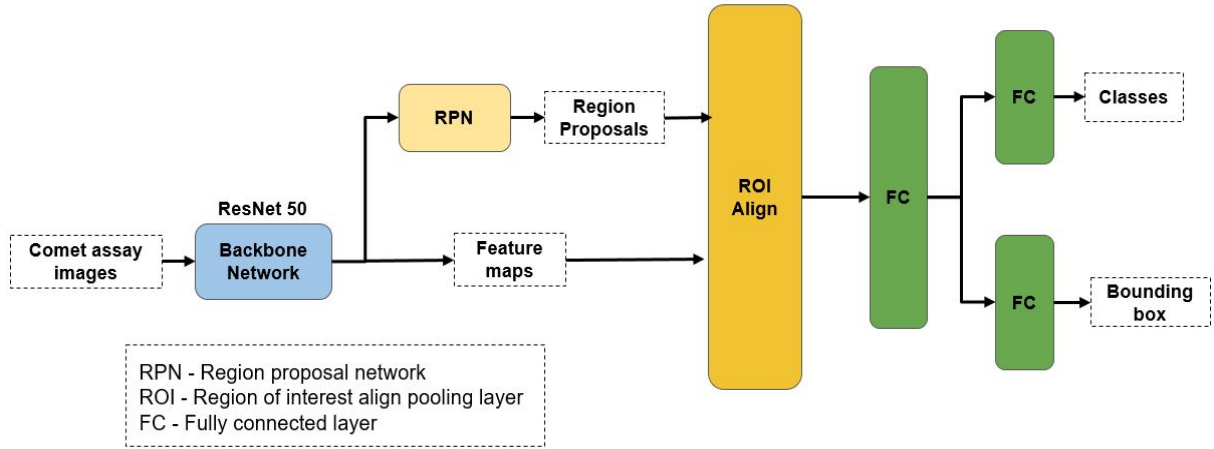 RPN
Region
Proposals
ResNet 50
Comet assay
images
Backbone
Network
Feature
maps
ROI
Align
FC
FC
Classes
FC
Bounding
box
RPN - Region proposal network
ROI - Region of interest align pooling layer
FC - Fully connected layer